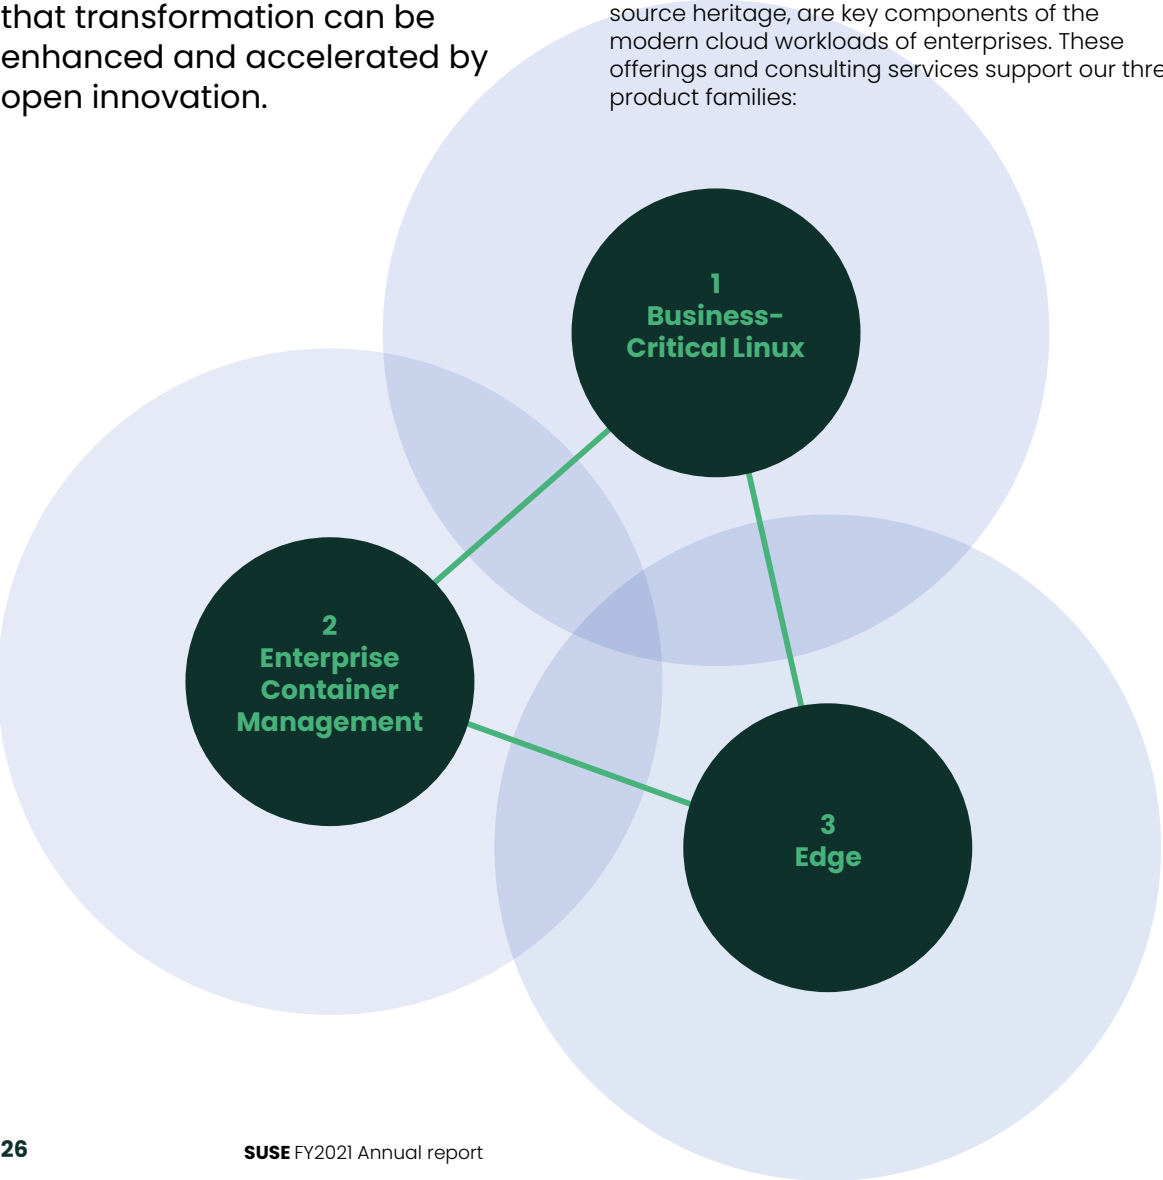 that transformation can be
enhanced and accelerated by
open innovation.
source heritage, are key components of the
modern cloud workloads of enterprises. These
offerings and consulting services support our thre
product families:
1
Business-
Critical Linux
2
Enterprise
Container
Management
3
Edge
26
SUSE FY2021 Annual report